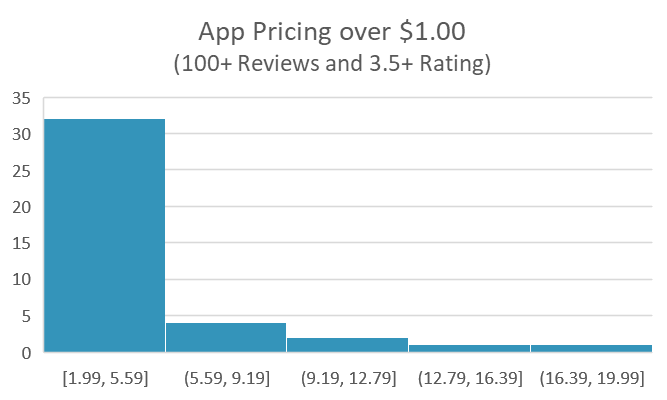 App Pricing over $1.00
(100+ Reviews and 3.5+ Rating)
35
30
25
20
15
10
5
0
[1.99, 5.59] (5.59, 9.19] (9.19, 12.79] (12.79, 16.39] (16.39, 19.99]